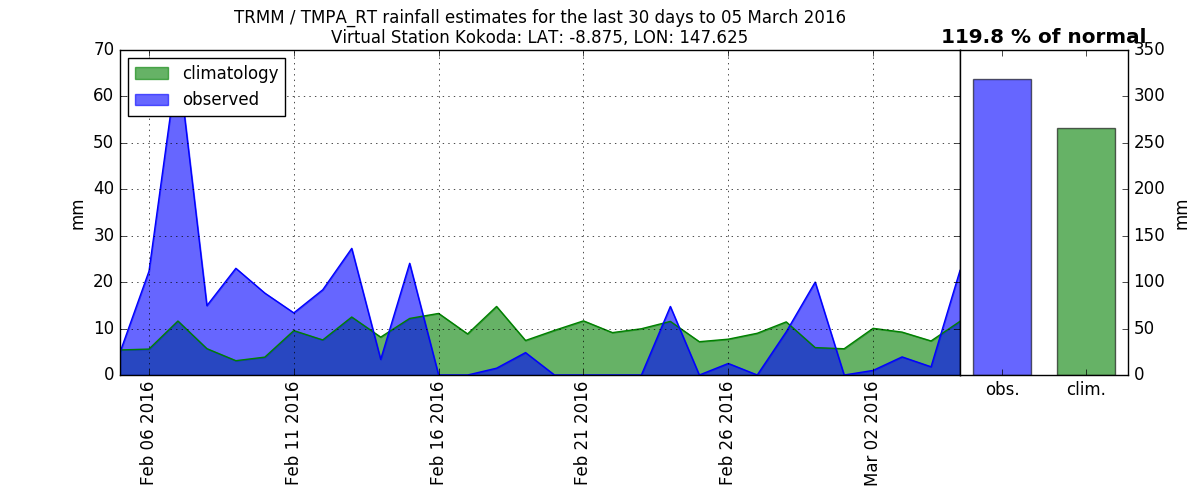 TRMM / TMPA_RT rainfall estimates for the last 30 days to 05 March 2016
Virtual Station Kokoda: LAT: -8.875, LON: 147.625
119.8 % of normal
climatology
observed
mm
70
60
50
40
30
20
10
0
Feb 06 2016
Feb 11 2016
Feb 16 2016
Feb 21 2016
Feb 26 2016
Mar 02 2016
obs.
clim.
350
300
250
200
150
100
50
0
mm